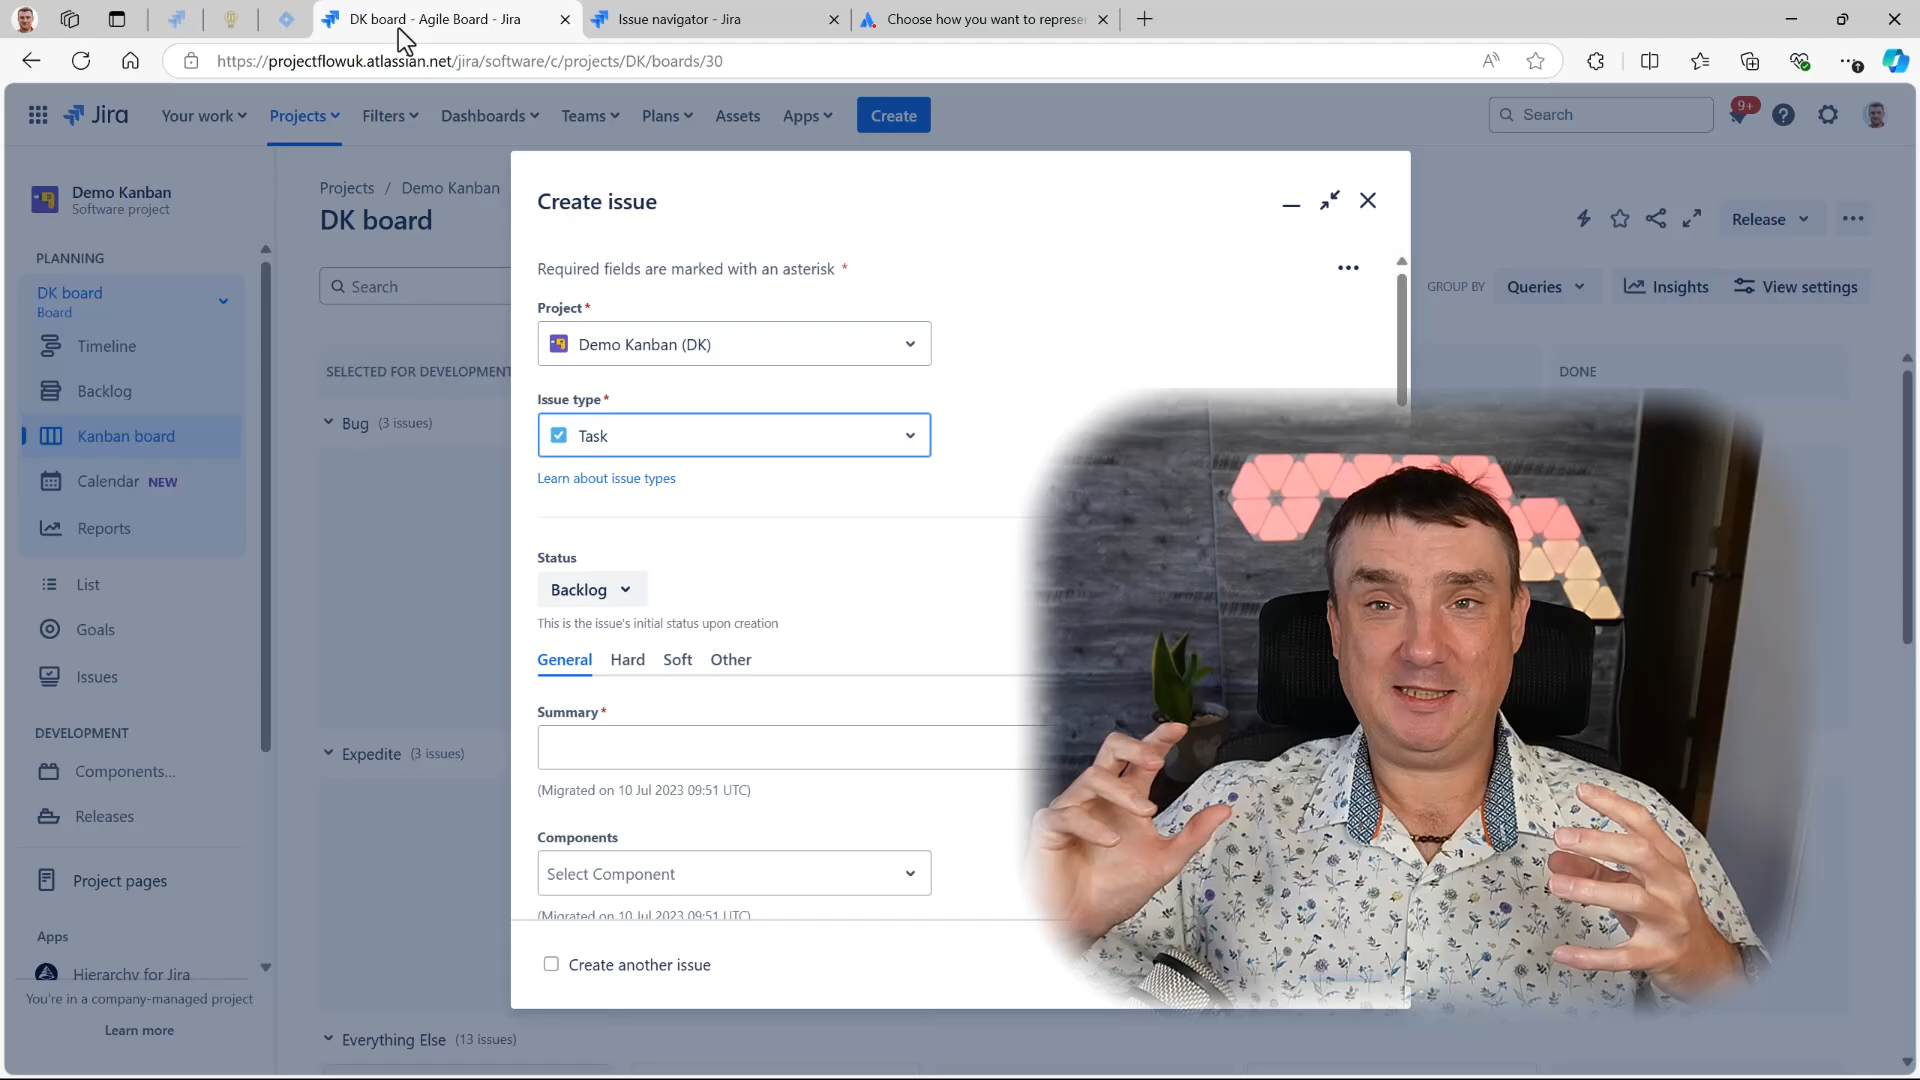 DK board - Agile Board - Jira
Issue navigator - Jira
Choose how you want to represe
https://projectflowuk.atlassian.net/jira/software/c/projects/DK/boards/30
Jira
Your work
Projects
Filters
Dashboards
Teams
Plans
Assets
Apps
Create
Search
9+
Demo Kanban
Software project
PLANNING
DK board
Board
Timeline
Backlog
Kanban board
Calendar NEW
Reports
List
Goals
Issues
DEVELOPMENT
Components...
Releases
Project pages
Apps
Hierarchy for Jira
You're in a company-managed project
Learn more
Projects / Demo Kanban
DK board
Release
Search
GROUP BY
Queries
Insights
View settings
SELECTED FOR DEVELOPMENT
DONE
Bug (3 issues)
Expedite (3 issues)
Everything Else (13 issues)
Create issue
Required fields are marked with an asterisk *
Project*
Demo Kanban (DK)
Issue type*
Task
Learn about issue types
Status
Backlog
This is the issue's initial status upon creation
General Hard Soft Other
Summary*
(Migrated on 10 Jul 2023 09:51 UTC)
Components
Select Component
(Migrated on 10 Jul 2023 09:51 UTC)
Create another issue